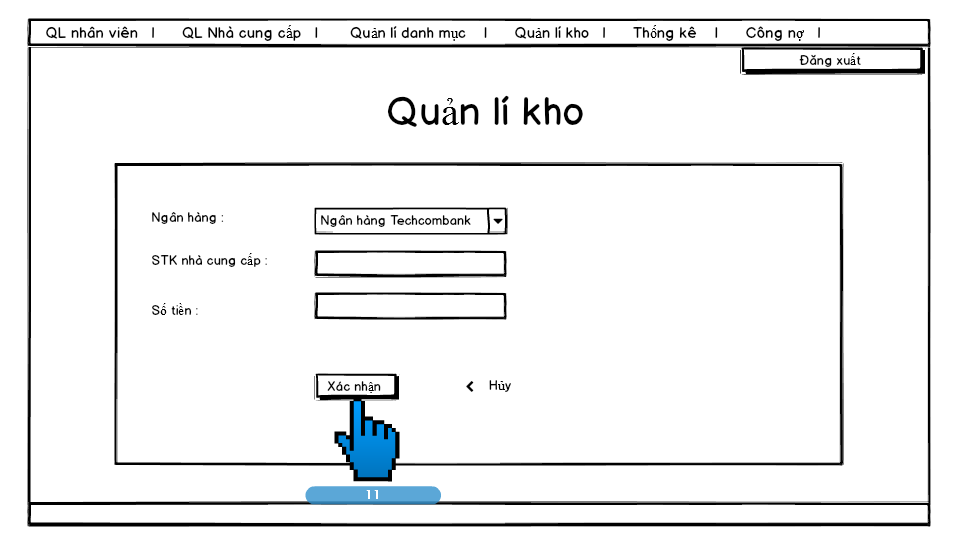 QL nhân viên I QL Nhà cung cấp I Quản lí danh mục I Quản lí kho I Thống kê I Công nợ I
Đăng xuất
Quản lí kho
Ngân hàng : Ngân hàng Techcombank
STK nhà cung cấp :
Số tiền :
Xác nhận Hủy
11